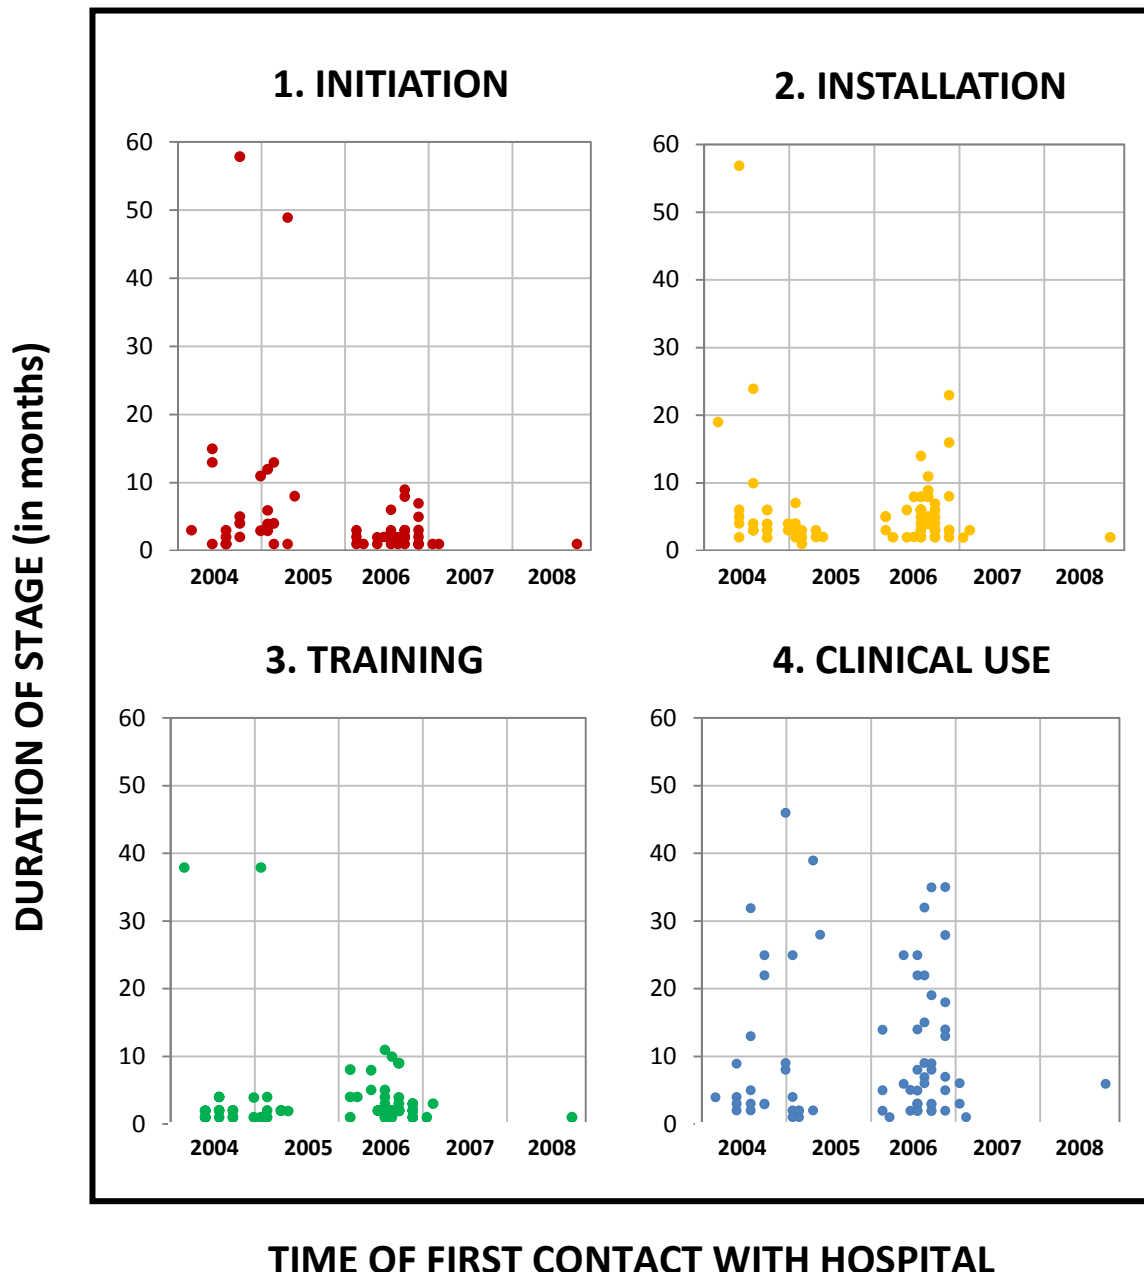 DURATION OF STAGE (in months)
1. INITIATION
60
50
40
30
20
10
0
2004 2005 2006 2007 2008
2. INSTALLATION
60
50
40
30
20
10
0
2004 2005 2006 2007 2008
3. TRAINING
60
50
40
30
20
10
0
2004 2005 2006 2007 2008
4. CLINICAL USE
60
50
40
30
20
10
0
2004 2005 2006 2007 2008
TIME OF FIRST CONTACT WITH HOSPITAL